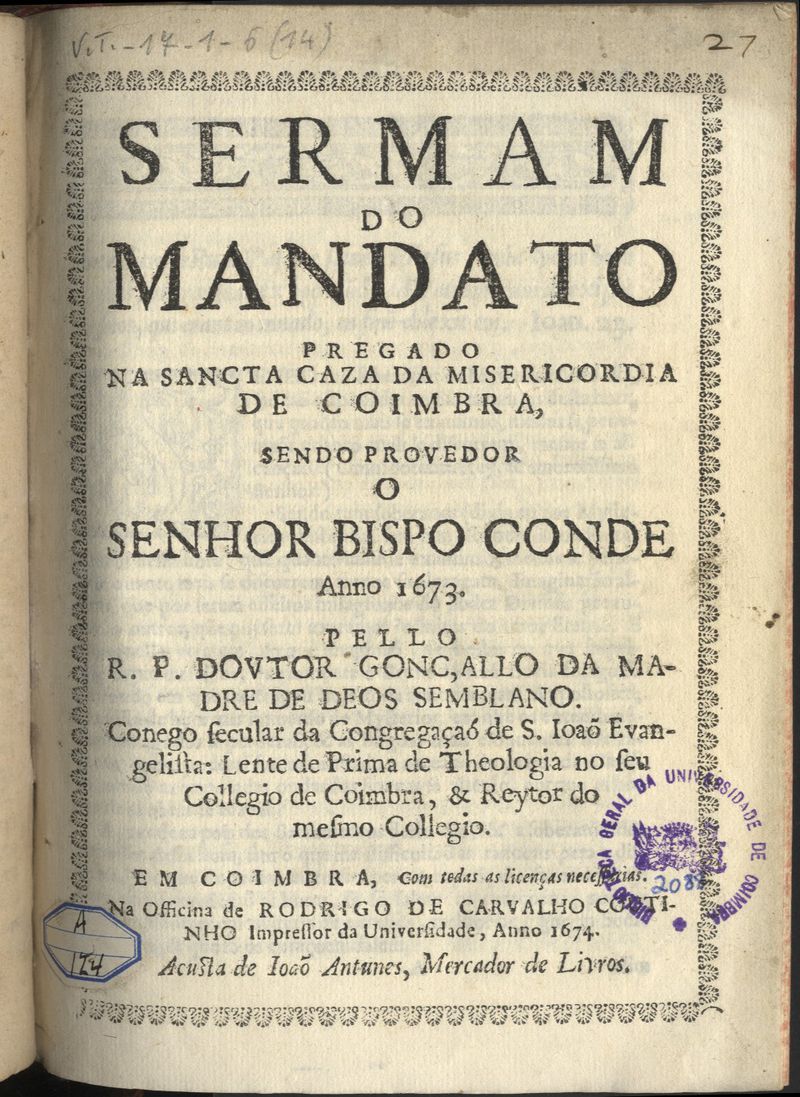 V.T.-17-1-6 (14)
27
SERMAM
DO
MANDATO
PREGADO
NA SANCTA CAZA DA MISERICORDIA
DE COIMBRA,
SENDO PROVEDOR
O
SENHOR BISPO CONDE
Anno 1673.
PELLO
R. P. DOVTOR GONC,ALLO DA MA-
DRE DE DEOS SEMBLANO.
Conego ſecular da Congregaçaó de S. Ioaõ Evan-
geliſta: Lente de Prima de Theologia no ſeu
Collegio de Coimbra, & Reytor do
meſmo Collegio.
EM COIMBRA, Com todas as licenças neceſſarias.
Na Officina de RODRIGO DE CARVALHO COUTI-
NHO Impreſſor da Univerſidade, Anno 1674.
Acuſta de Ioaõ Antunes, Mercador de Livros.
BIBLIOTECA GERAL DA UNIVERSIDADE DE COIMBRA
A
124